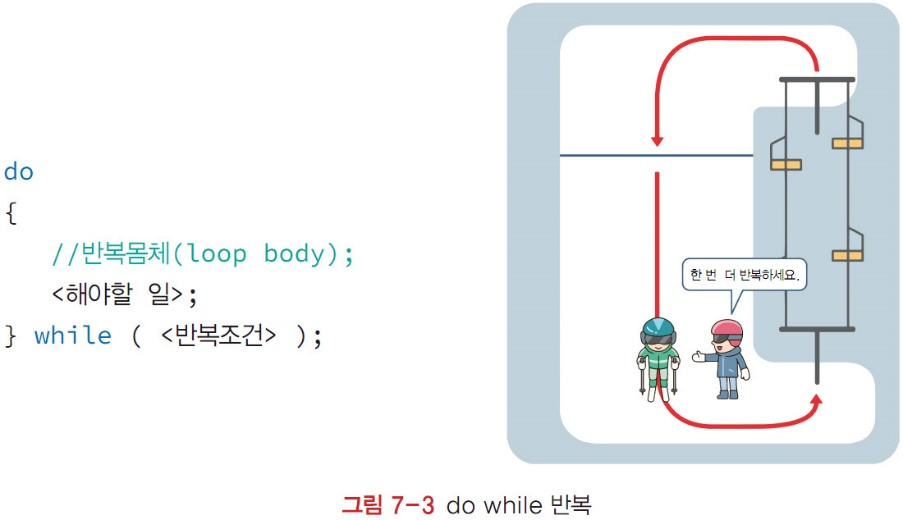 do
{
//반복몸체(loop body);
<해야할 일>;
} while ( <반복조건> );
한 번 더 반복하세요.
그림 7-3 do while 반복